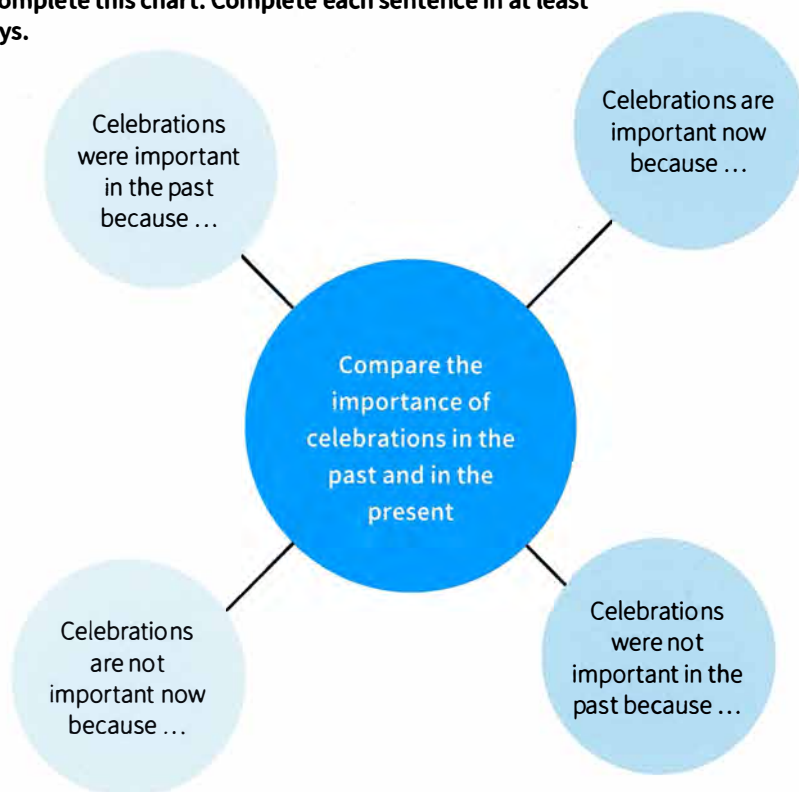 omplete this chart. Complete each sentence in at least
ys.
Celebrations
were important
in the past
because ...
Celebrations are
important now
because ...
Compare the
importance of
celebrations in the
past and in the
present
Celebrations
are not
important now
because ...
Celebrations
were not
important in the
past because ...